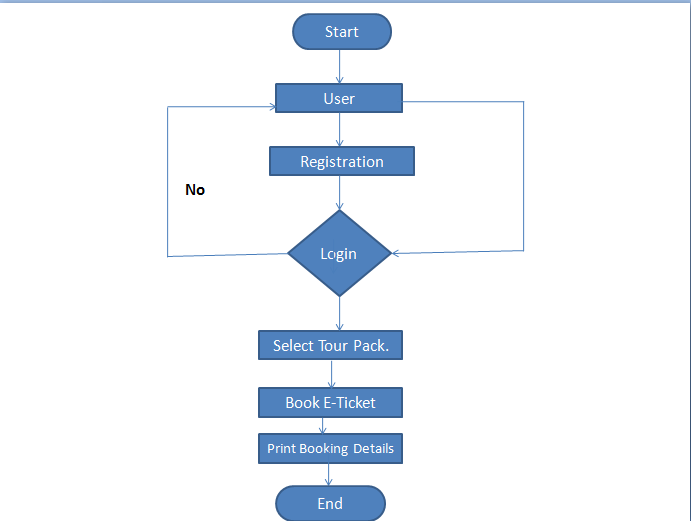 Start
User
Registration
No
Login
Select Tour Pack.
Book E-Ticket
Print Booking Details
End